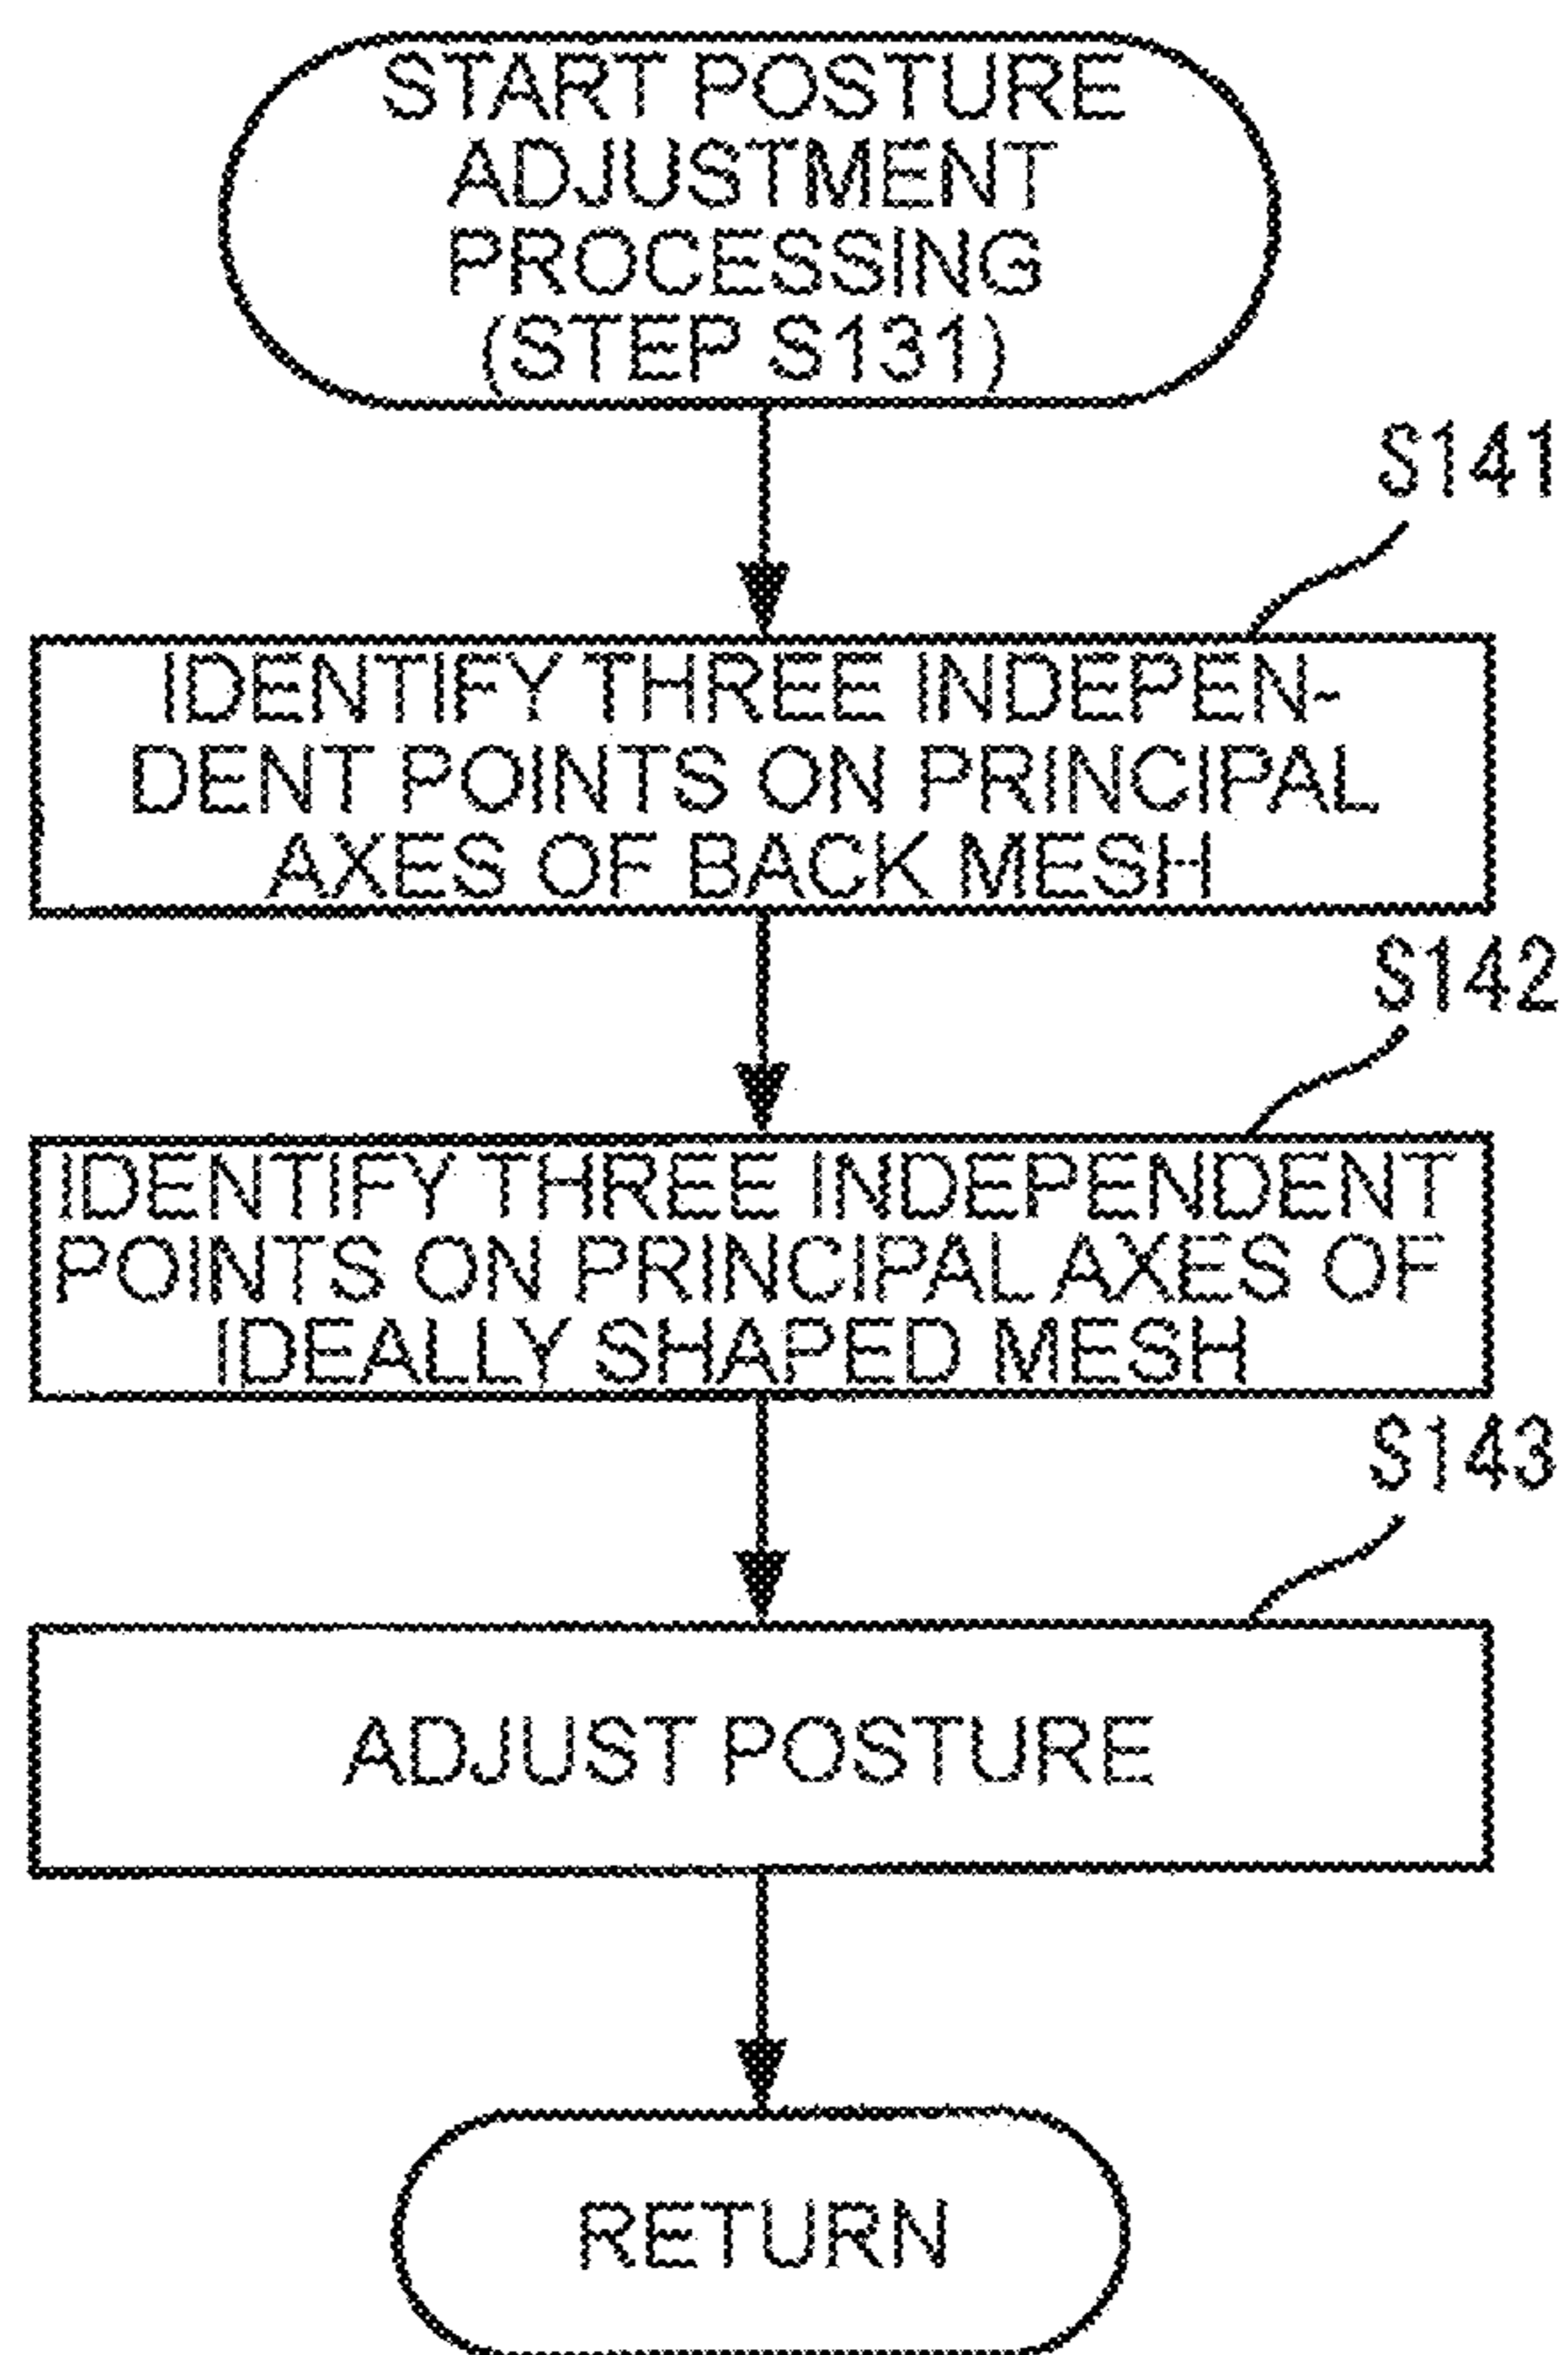 START POSTURE
ADJUSTMENT
PROCESSING
(STEP S131)
S141
IDENTIFY THREE INDEPEN-
DENT POINTS ON PRINCIPAL
AXES OF BACK MESH
S142
IDENTIFY THREE INDEPENDENT
POINTS ON PRINCIPAL AXES OF
IDEALLY SHAPED MESH
S143
ADJUST POSTURE
RETURN